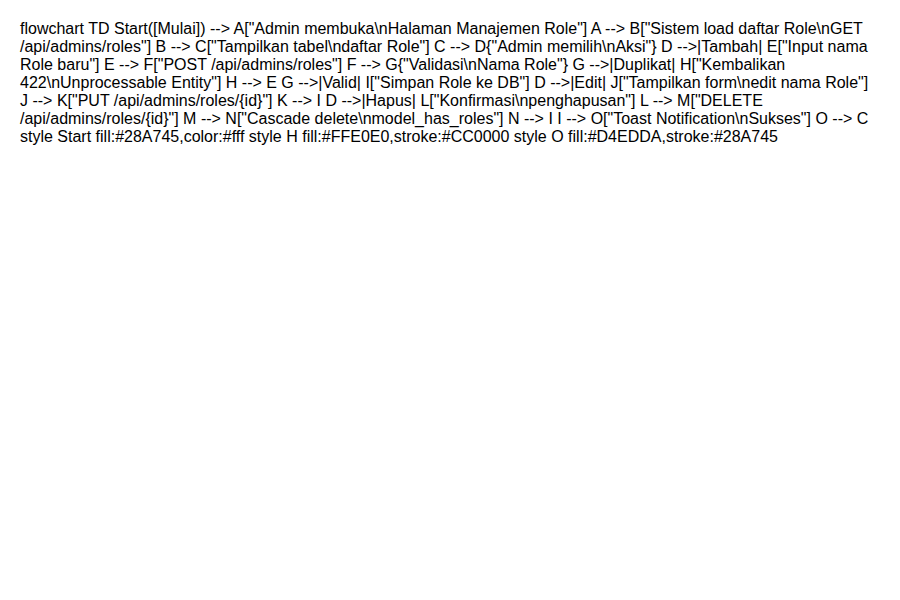 flowchart TD Start([Mulai]) --> A["Admin membuka\nHalaman Manajemen Role"] A --> B["Sistem load daftar Role\nGET
/api/admins/roles"] B --> C["Tampilkan tabel\ndaftar Role"] C --> D{"Admin memilih\nAksi"} D -->|Tambah| E["Input nama
Role baru"] E --> F["POST /api/admins/roles"] F --> G{"Validasi\nNama Role"} G -->|Duplikat| H["Kembalikan
422\nUnprocessable Entity"] H --> E G -->|Valid| I["Simpan Role ke DB"] D -->|Edit| J["Tampilkan form\nedit nama Role"]
J --> K["PUT /api/admins/roles/{id}"] K --> I D -->|Hapus| L["Konfirmasi\npenghapusan"] L --> M["DELETE
/api/admins/roles/{id}"] M --> N["Cascade delete\nmodel_has_roles"] N --> I I --> O["Toast Notification\nSukses"] O --> C
style Start fill:#28A745,color:#fff style H fill:#FFE0E0,stroke:#CC0000 style O fill:#D4EDDA,stroke:#28A745